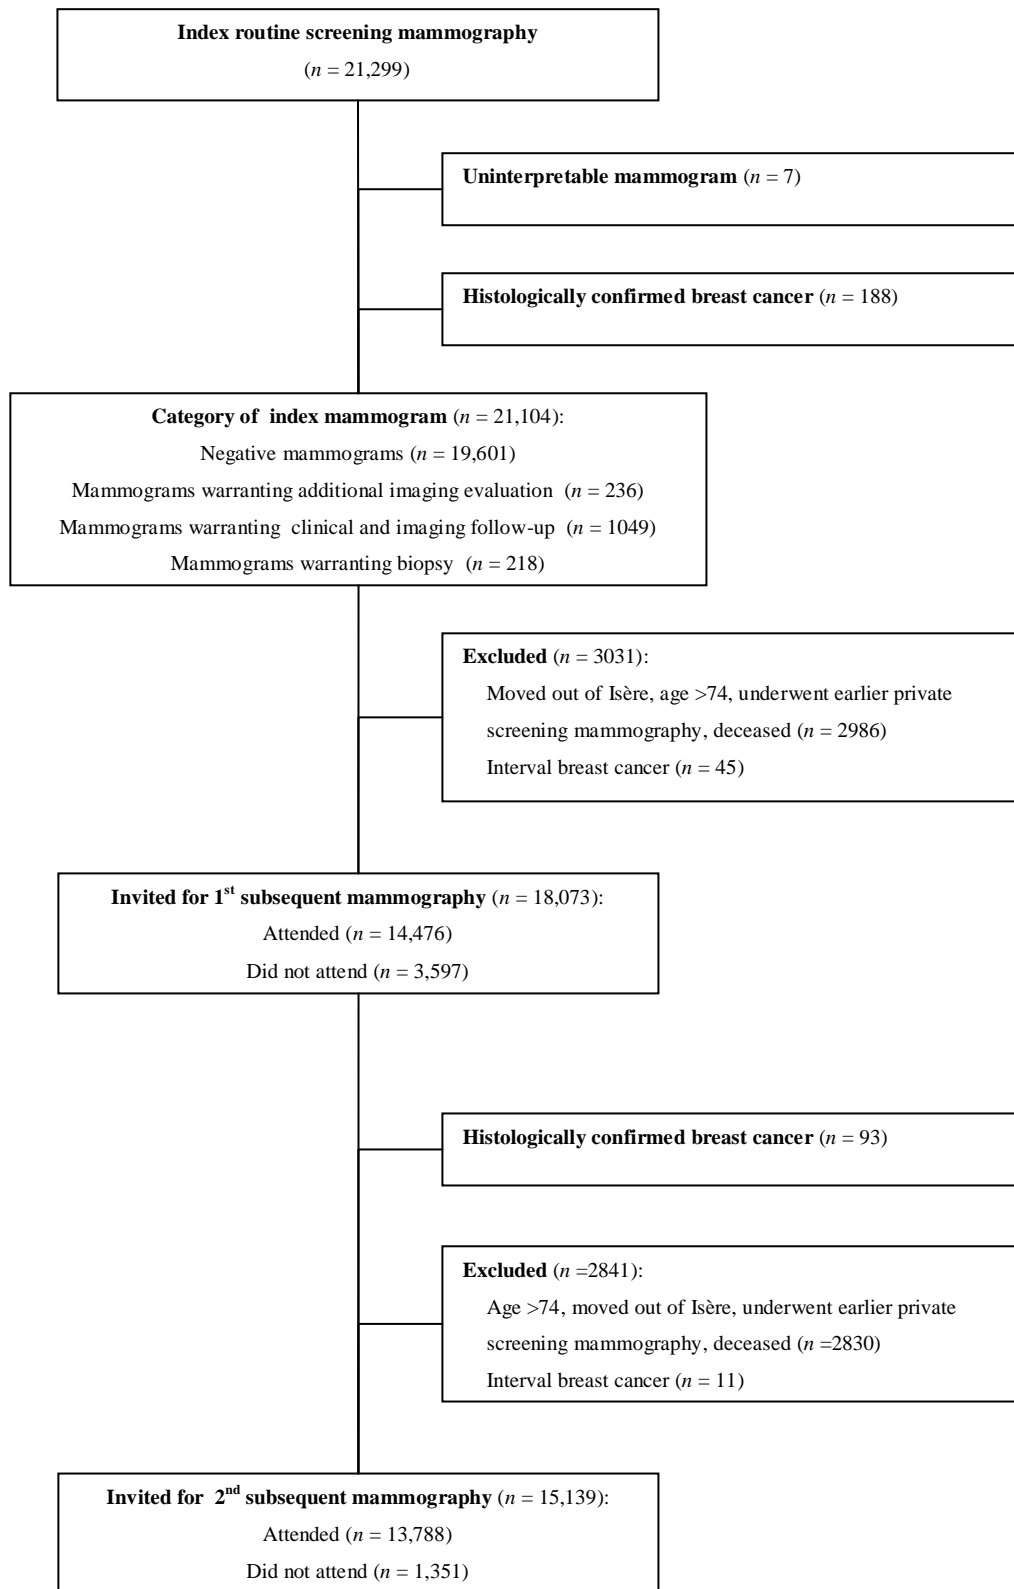 Index routine screening mammography
(n = 21,299)
Uninterpretable mammogram (n = 7)
Histologically confirmed breast cancer (n = 188)
Category of index mammogram (n = 21,104):
Negative mammograms (n = 19,601)
Mammograms warranting additional imaging evaluation (n = 236)
Mammograms warranting clinical and imaging follow-up (n = 1049)
Mammograms warranting biopsy (n = 218)
Excluded (n = 3031):
Moved out of Isère, age >74, underwent earlier private
screening mammography, deceased (n = 2986)
Interval breast cancer (n = 45)
Invited for 1st subsequent mammography (n = 18,073):
Attended (n = 14,476)
Did not attend (n = 3,597)
Histologically confirmed breast cancer (n = 93)
Excluded (n =2841):
Age >74, moved out of Isère, underwent earlier private
screening mammography, deceased (n =2830)
Interval breast cancer (n = 11)
Invited for 2nd subsequent mammography (n = 15,139):
Attended (n = 13,788)
Did not attend (n = 1,351)